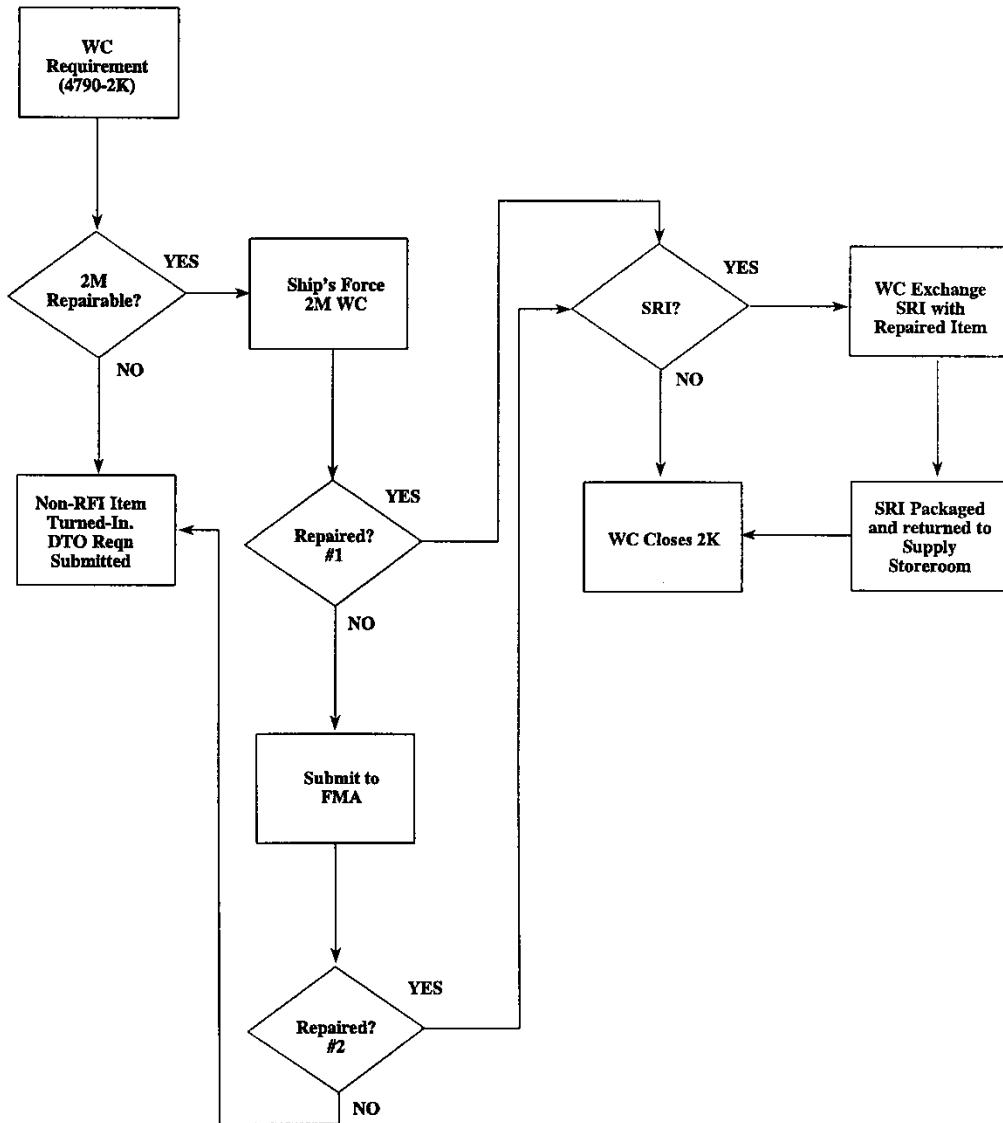 WC
Requirement
(4790-2K)
2M
Repairable?
YES
NO
Ship's Force
2M WC
Non-RFI Item
Turned-In.
DTO Reqn
Submitted
Repaired?
#1
YES
NO
Submit to
FMA
Repaired?
#2
YES
NO
SRI?
YES
NO
WC Exchange
SRI with
Repaired Item
SRI Packaged
and returned to
Supply
Storeroom
WC Closes 2K